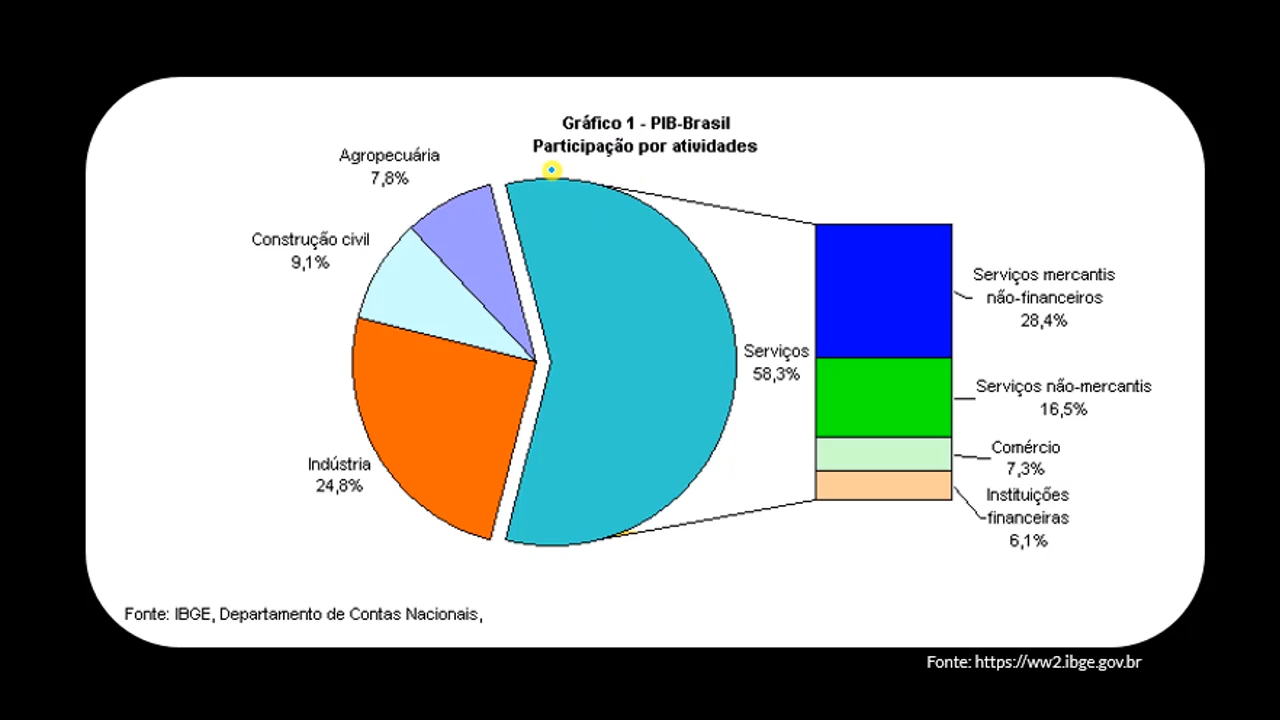 Gráfico 1 - PIB-Brasil
Participação por atividades
Agropecuária
7,8%
Construção civil
9,1%
Indústria
24,8%
Serviços
58,3%
Serviços mercantis
não-financeiros
28,4%
Serviços não-mercantis
16,5%
Comércio
7,3%
Instituições
financeiras
6,1%
Fonte: IBGE, Departamento de Contas Nacionais,
Fonte: https://ww2.ibge.gov.br